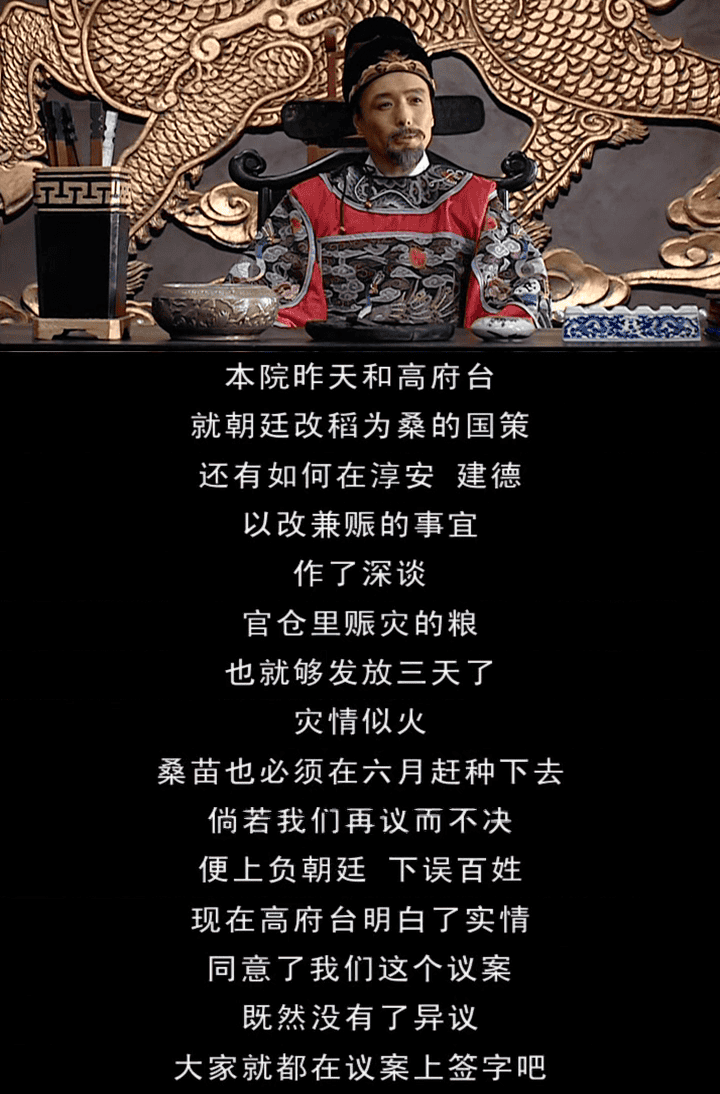 本院昨天和高府台
就朝廷改稻为桑的国策
还有如何在淳安 建德
以改兼赈的事宜
作了深谈
官仓里赈灾的粮
也就够发放三天了
灾情似火
桑苗也必须在六月赶种下去
倘若我们再议而不决
便上负朝廷 下误百姓
现在高府台明白了实情
同意了我们这个议案
既然没有了异议
大家就都在议案上签字吧